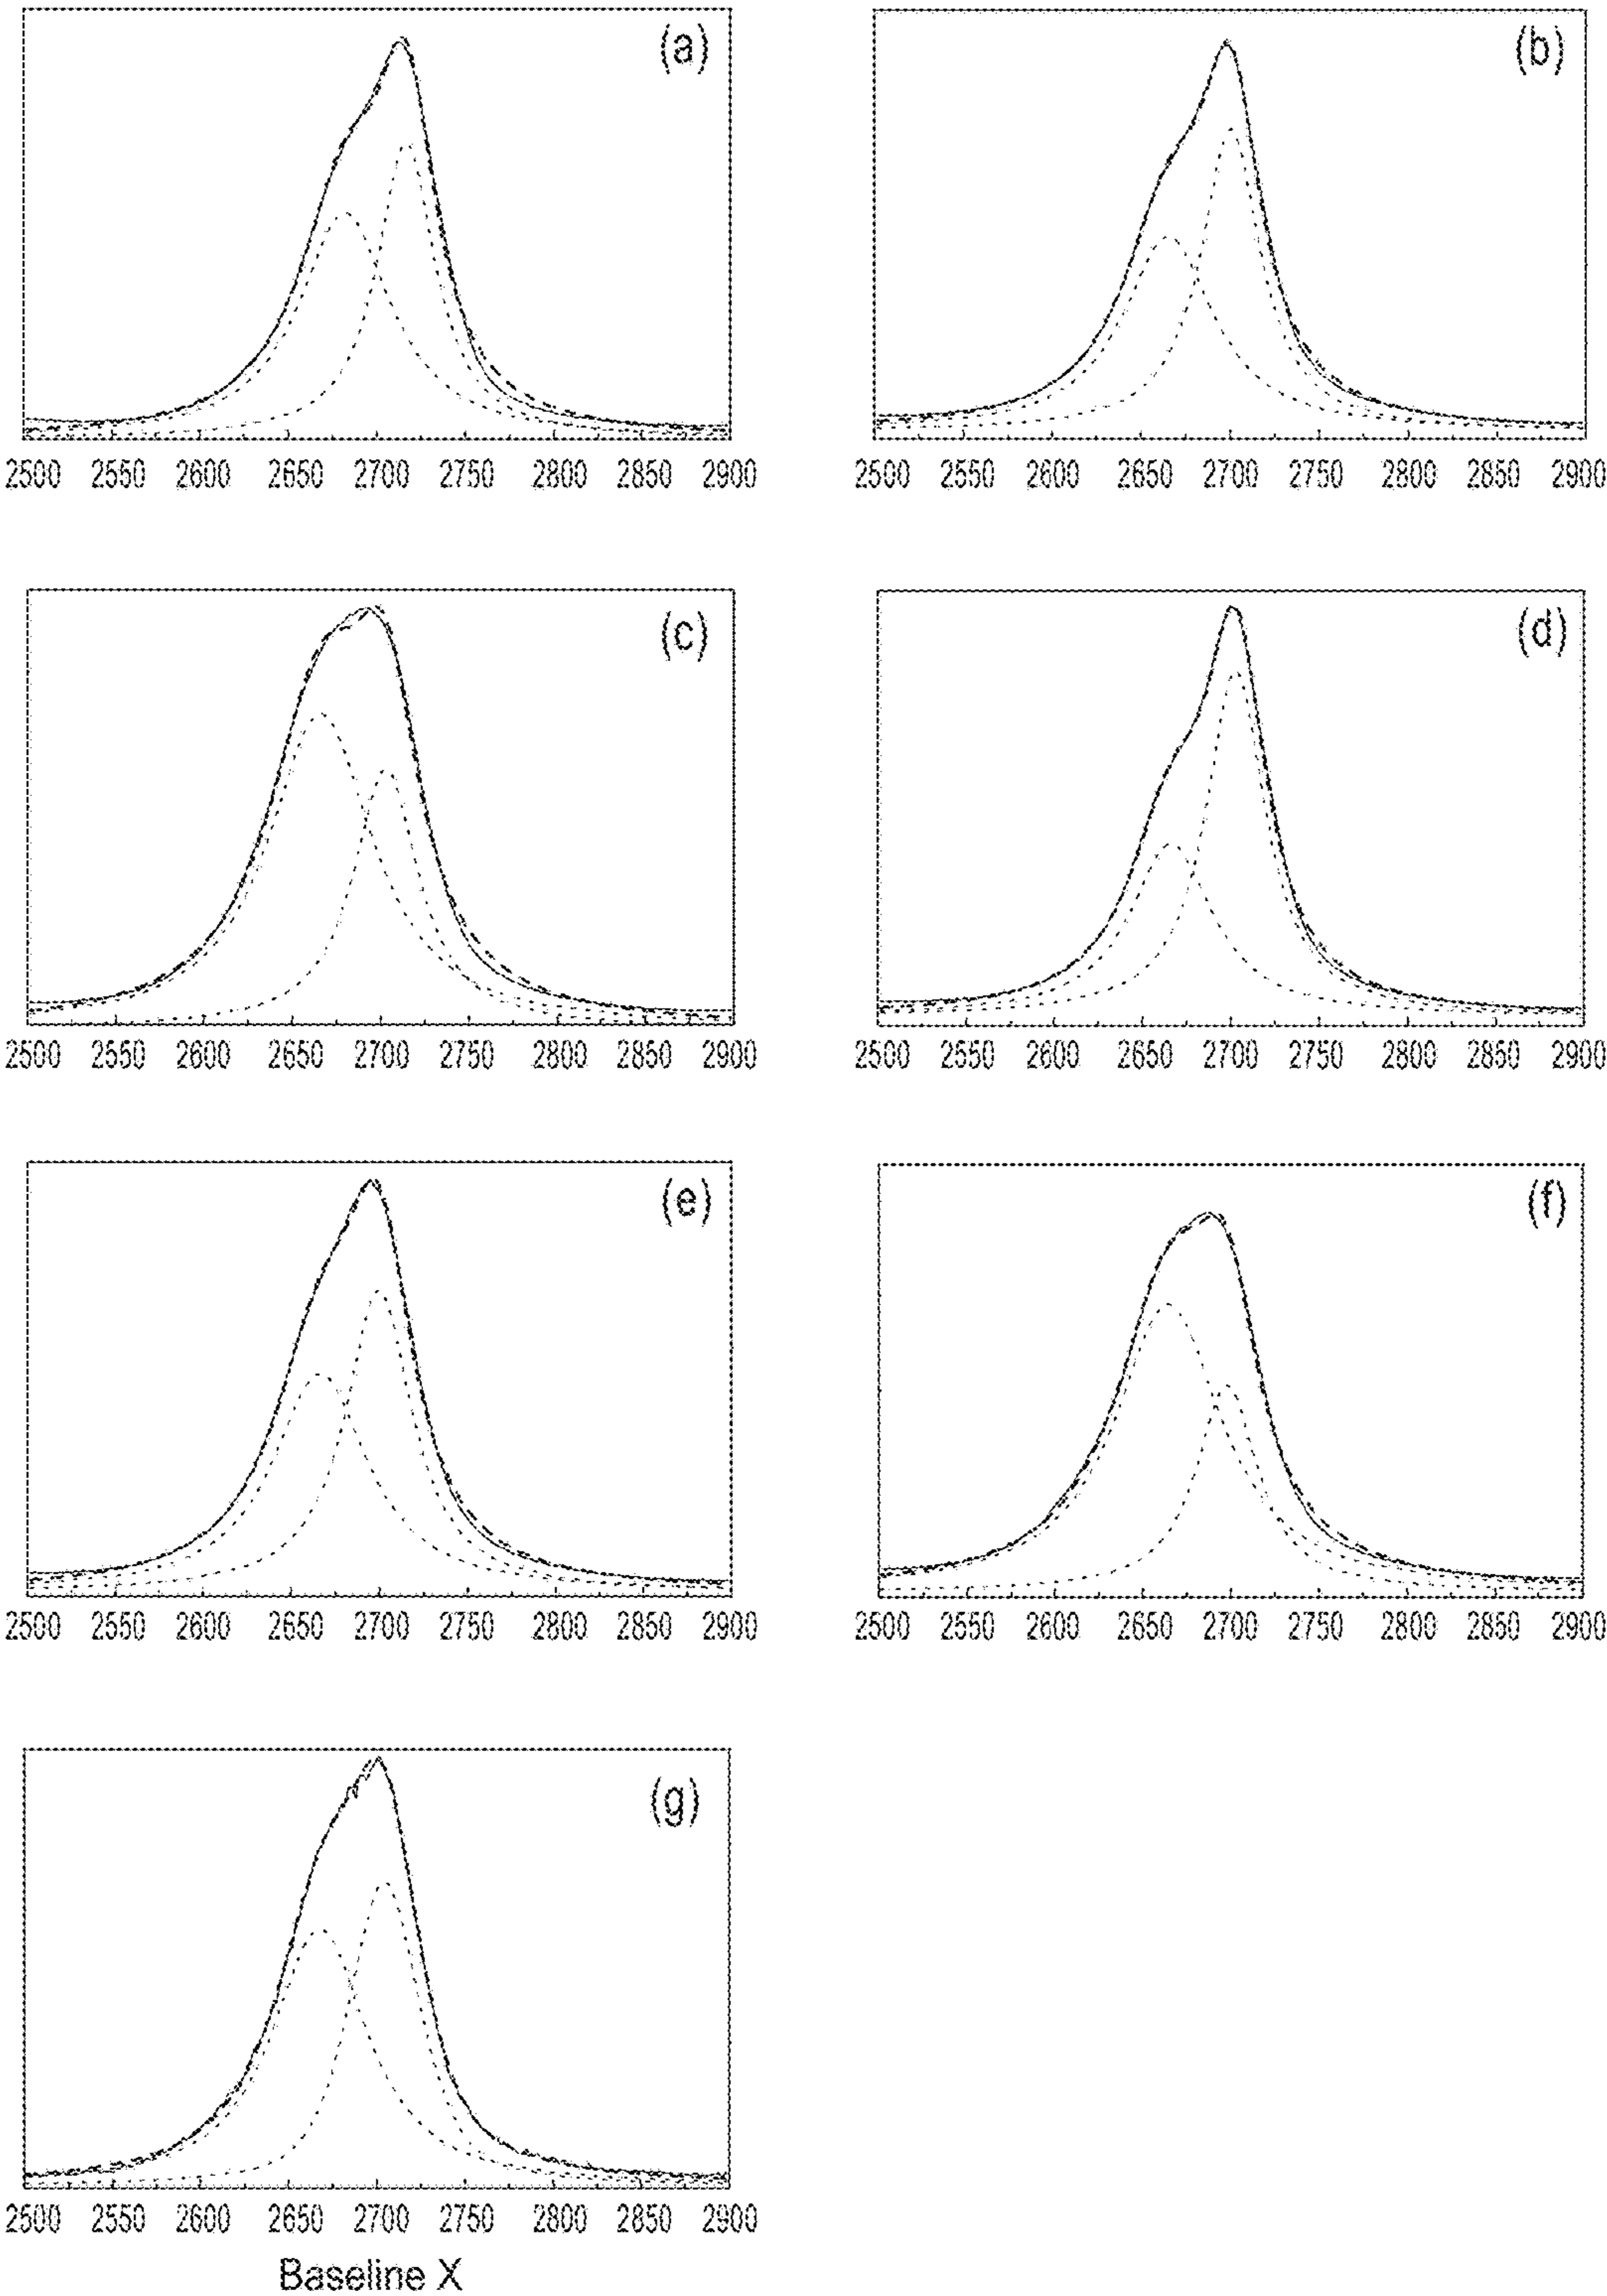 (a) (b)
2500 2550 2600 2650 2700 2750 2800 2850 2900 2500 2550 2600 2650 2700 2750 2800 2850 2900
(c) (d)
2500 2550 2600 2650 2700 2750 2800 2850 2900 2500 2550 2600 2650 2700 2750 2800 2850 2900
(e) (f)
2500 2550 2600 2650 2700 2750 2800 2850 2900 2500 2550 2600 2650 2700 2750 2800 2850 2900
(g)
2500 2550 2600 2650 2700 2750 2800 2850 2900
Baseline X